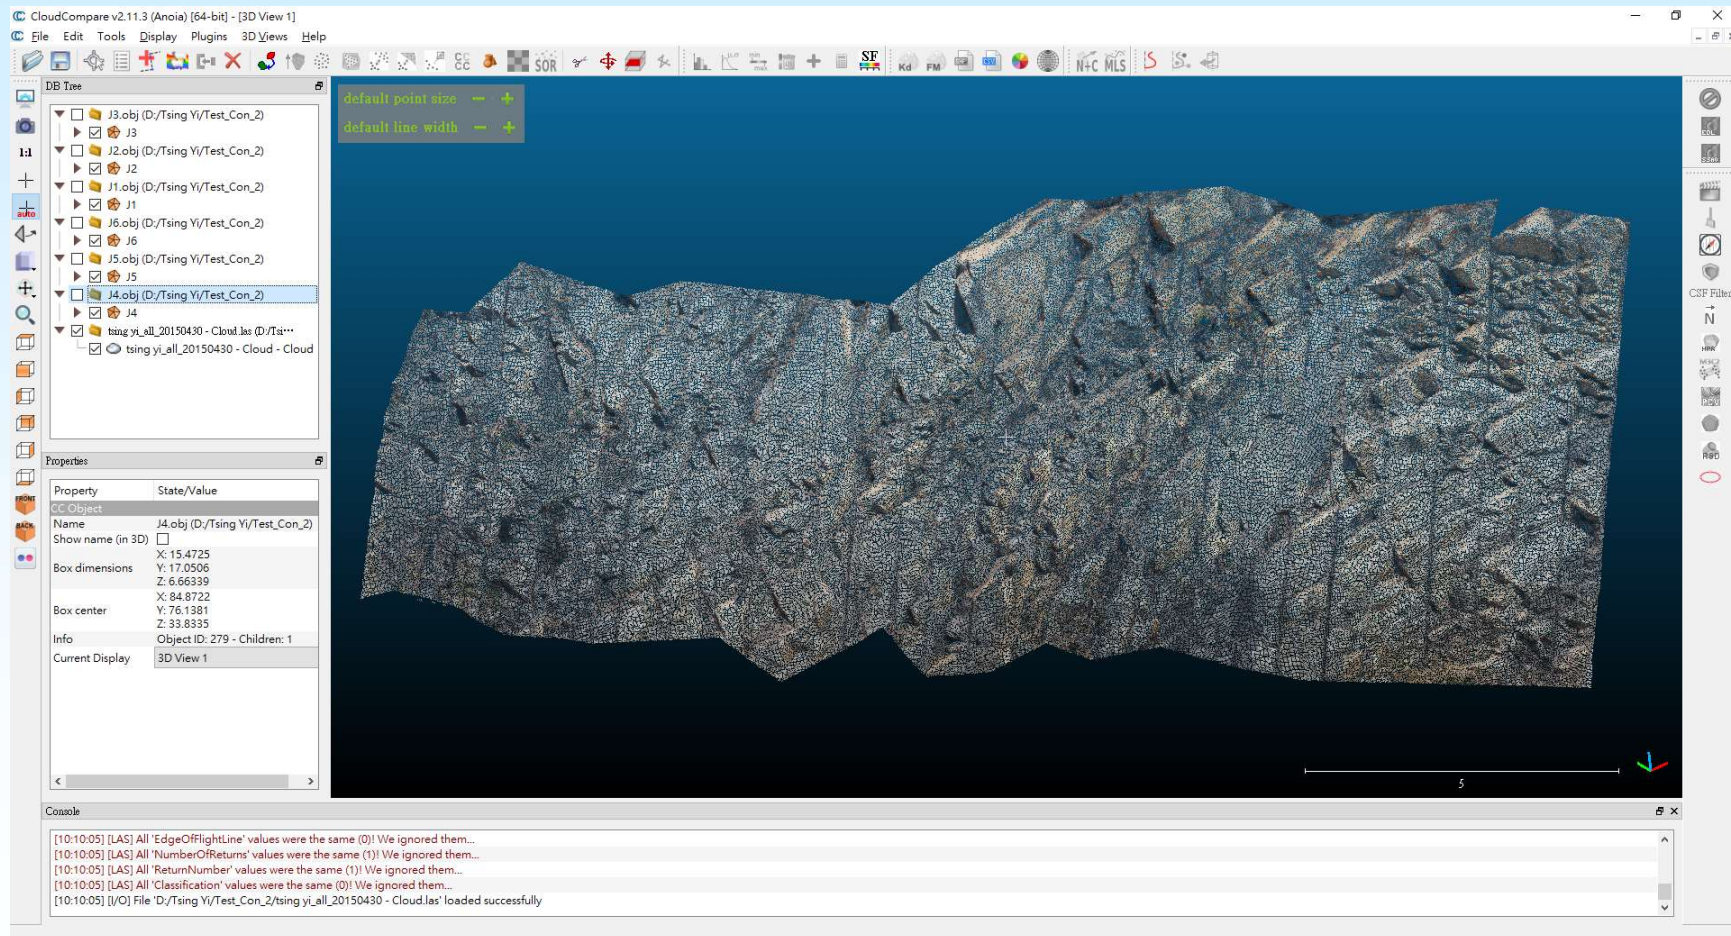 CloudCompare v2.11.3 (Anoia) [64-bit] - [3D View 1]
File Edit Tools Display Plugins 3D Views Help
SOR
SF
Kd FM
N+C MLS
DB Tree
J3.obj (D:/Tsing Yi/Test_Con_2)
J3
J2.obj (D:/Tsing Yi/Test_Con_2)
J2
J1.obj (D:/Tsing Yi/Test_Con_2)
J1
J6.obj (D:/Tsing Yi/Test_Con_2)
J6
J5.obj (D:/Tsing Yi/Test_Con_2)
J5
J4.obj (D:/Tsing Yi/Test_Con_2)
J4
tsing yi_all_20150430 - Cloud.las (D:/Tsi···
tsing yi_all_20150430 - Cloud - Cloud
1:1
auto
FRONT
BACK
default point size
default line width
Properties
Property State/Value
CC Object
Name J4.obj (D:/Tsing Yi/Test_Con_2)
Show name (in 3D)
Box dimensions X: 15.4725
Y: 17.0506
Z: 6.66339
Box center X: 84.8722
Y: 76.1381
Z: 33.8335
Info Object ID: 279 - Children: 1
Current Display 3D View 1
5
CSF Filter
N
Console
[10:10:05] [LAS] All 'EdgeOfFlightLine' values were the same (0)! We ignored them...
[10:10:05] [LAS] All 'NumberOfReturns' values were the same (1)! We ignored them...
[10:10:05] [LAS] All 'ReturnNumber' values were the same (1)! We ignored them...
[10:10:05] [LAS] All 'Classification' values were the same (0)! We ignored them...
[10:10:05] [I/O] File 'D:/Tsing Yi/Test_Con_2/tsing yi_all_20150430 - Cloud.las' loaded successfully